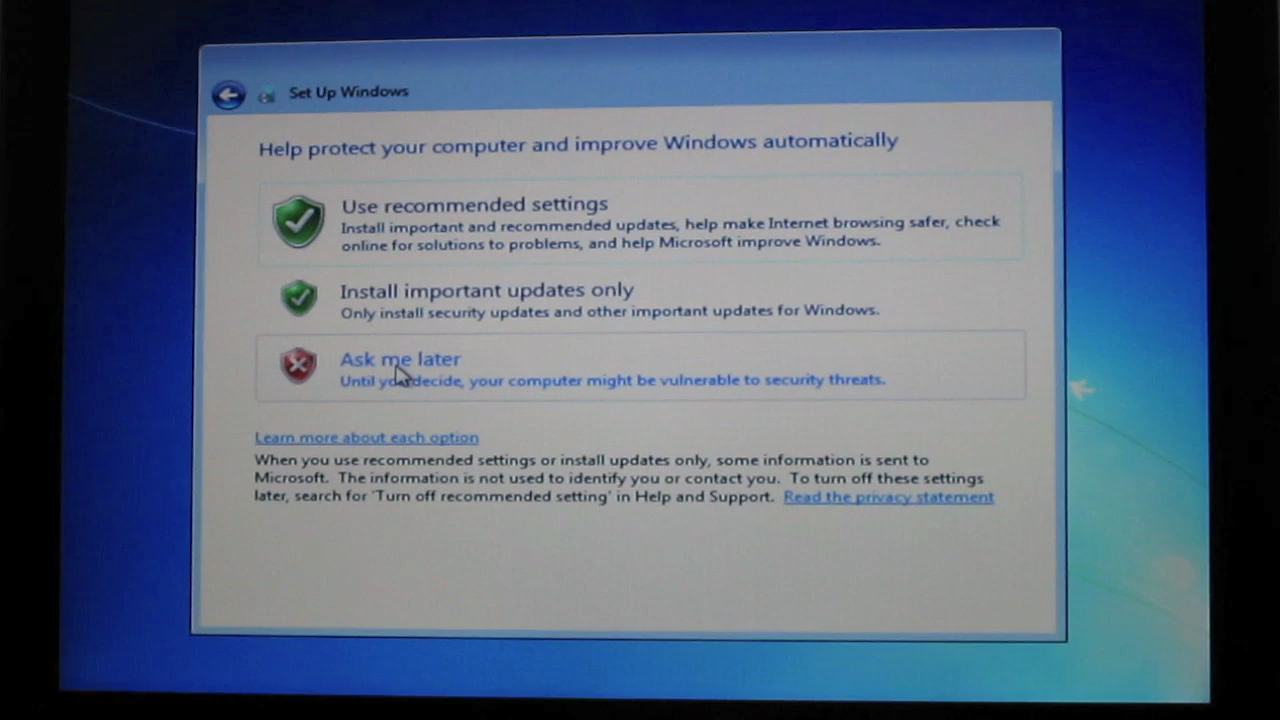 Set Up Windows
Help protect your computer and improve Windows automatically
Use recommended settings
Install important and recommended updates, help make Internet browsing safer, check
online for solutions to problems, and help Microsoft improve Windows.
Install important updates only
Only install security updates and other important updates for Windows.
Ask me later
Until you decide, your computer might be vulnerable to security threats.
Learn more about each option
When you use recommended settings or install updates only, some information is sent to
Microsoft. The information is not used to identify you or contact you. To turn off these settings
later, search for 'Turn off recommended setting' in Help and Support. Read the privacy statement